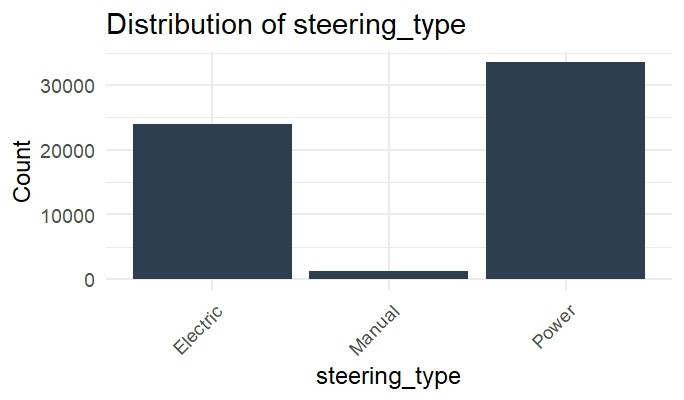 Distribution of steering_type
Count
30000
20000
10000
0
Electric
Manual
Power
steering_type